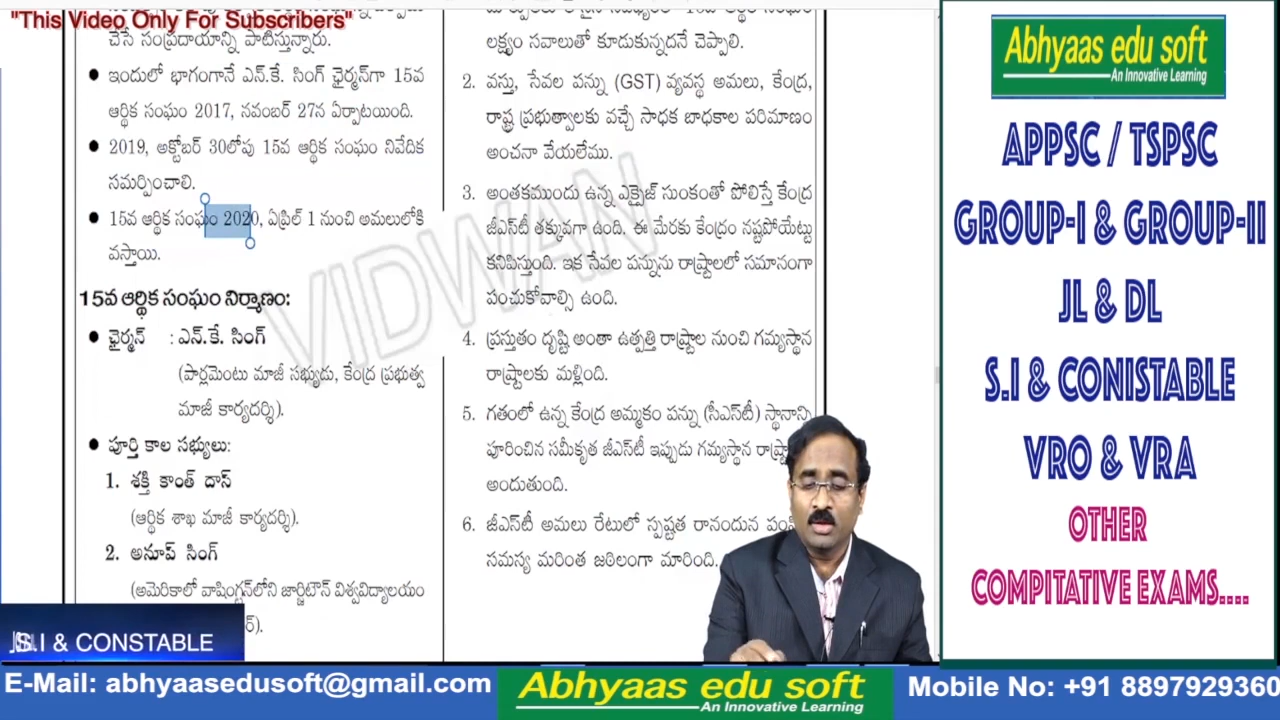 "This Video Only For Subscribers"
చేసే సంప్రదాయాన్ని పాటిస్తున్నారు.
● ఇందులో భాగంగానే ఎన్.కే. సింగ్ ఛైర్మన్‌గా 15వ
ఆర్థిక సంఘం 2017, నవంబర్ 27న ఏర్పాటయింది.
● 2019, అక్టోబర్ 30లోపు 15వ ఆర్థిక సంఘం నివేదిక
సమర్పించాలి.
● 15వ ఆర్థిక సంఘం 2020, ఏప్రిల్ 1 నుంచి అమలులోకి
వస్తాయి.
15వ ఆర్థిక సంఘం నిర్మాణం:
● ఛైర్మన్ : ఎన్.కే. సింగ్
(పార్లమెంటు మాజీ సభ్యుడు, కేంద్ర ప్రభుత్వ
మాజీ కార్యదర్శి).
● పూర్తి కాల సభ్యులు:
1. శక్తి కాంత్ దాస్
(ఆర్థిక శాఖ మాజీ కార్యదర్శి).
2. అనూప్ సింగ్
(అమెరికాలో వాషింగ్టన్‌లోని జార్జిటౌన్ విశ్వవిద్యాలయం
లక్ష్యం సవాలుతో కూడుకున్నదనే చెప్పాలి.
2. వస్తు, సేవల పన్ను (GST) వ్యవస్థ అమలు, కేంద్ర,
రాష్ట్ర ప్రభుత్వాలకు వచ్చే సాధక బాధకాల పరిమాణం
అంచనా వేయలేము.
3. అంతకముందు ఉన్న ఎక్సైజ్ సుంకంతో పోలిస్తే కేంద్ర
జీఎస్‌టీ తక్కువగా ఉంది. ఈ మేరకు కేంద్రం నష్టపోయేట్టు
కనిపిస్తుంది. ఇక సేవల పన్నును రాష్ట్రాలలో సమానంగా
పంచుకోవాల్సి ఉంది.
4. ప్రస్తుతం దృష్టి అంతా ఉత్పత్తి రాష్ట్రాల నుంచి గమ్యస్థాన
రాష్ట్రాలకు మళ్లింది.
5. గతంలో ఉన్న కేంద్ర అమ్మకం పన్ను (సీఎస్‌టీ) స్థానాన్ని
పూరించిన సమీకృత జీఎస్‌టీ ఇప్పుడు గమ్యస్థాన
అందుతుంది.
6. జీఎస్‌టీ అమలు రేటులో స్పష్టత రానందున
సమస్య మరింత జఠిలంగా మారింది.
VIDWAN
Abhyaas edu soft
An Innovative Learning
APPSC / TSPSC
GROUP-I & GROUP-II
JL & DL
S.I & CONISTABLE
VRO & VRA
OTHER
COMPITATIVE EXAMS....
S.I & CONSTABLE
E-Mail: abhyaasedusoft@gmail.com
Abhyaas edu soft
An Innovative Learning
Mobile No: +91 8897929360